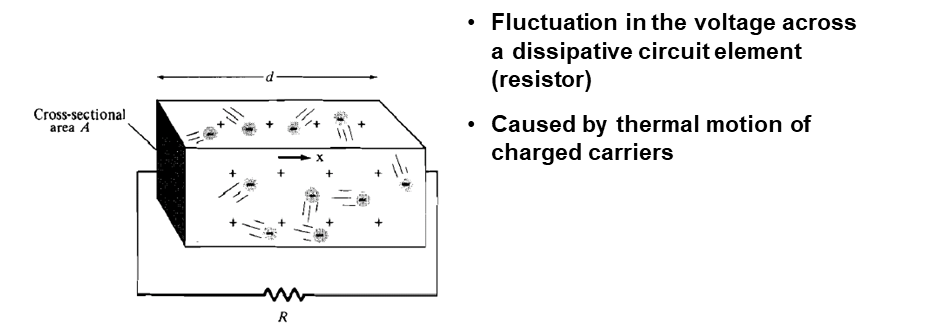 d
Cross-sectional
area A
x
R
• Fluctuation in the voltage across
a dissipative circuit element
(resistor)
• Caused by thermal motion of
charged carriers